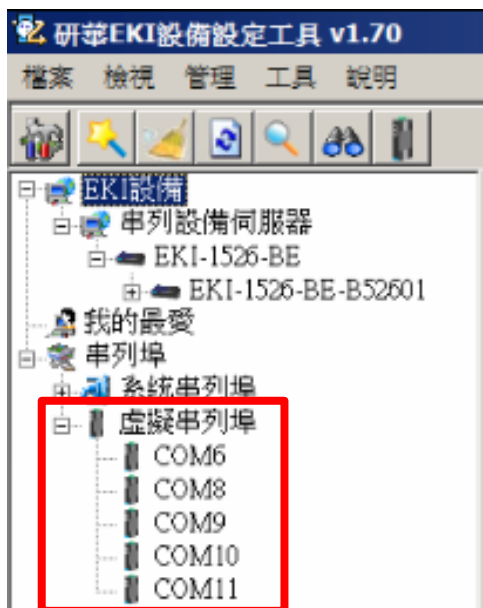 研華EKI設備設定工具 v1.70
檔案 檢視 管理 工具 說明
EKI設備
串列設備伺服器
EKI-1526-BE
EKI-1526-BE-B52601
我的最愛
串列埠
系統串列埠
虛擬串列埠
COM6
COM8
COM9
COM10
COM11